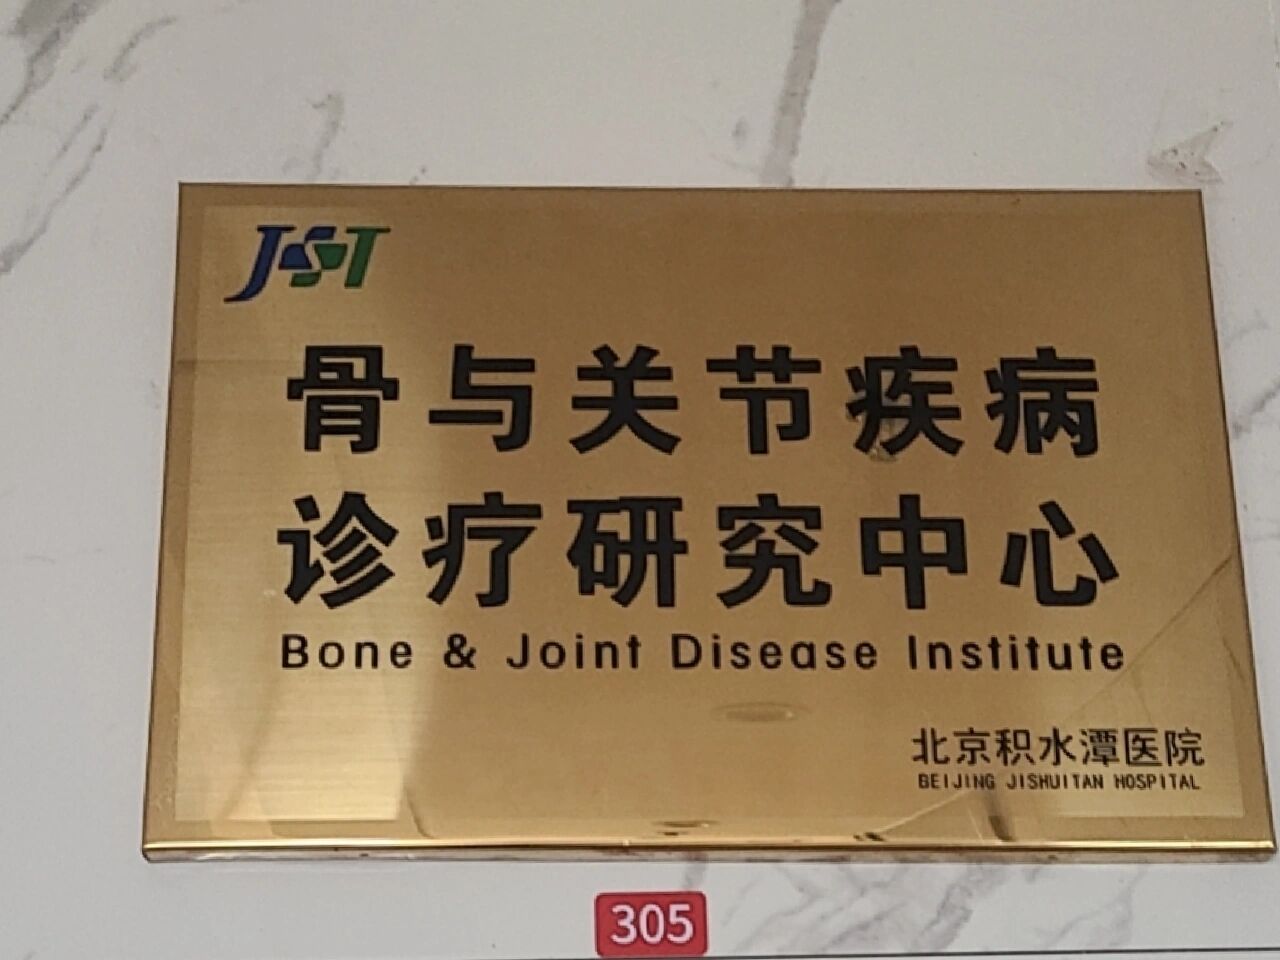 JST
骨与关节疾病
诊疗研究中心
Bone & Joint Disease Institute
北京积水潭医院
BEIJING JISHUITAN HOSPITAL
305